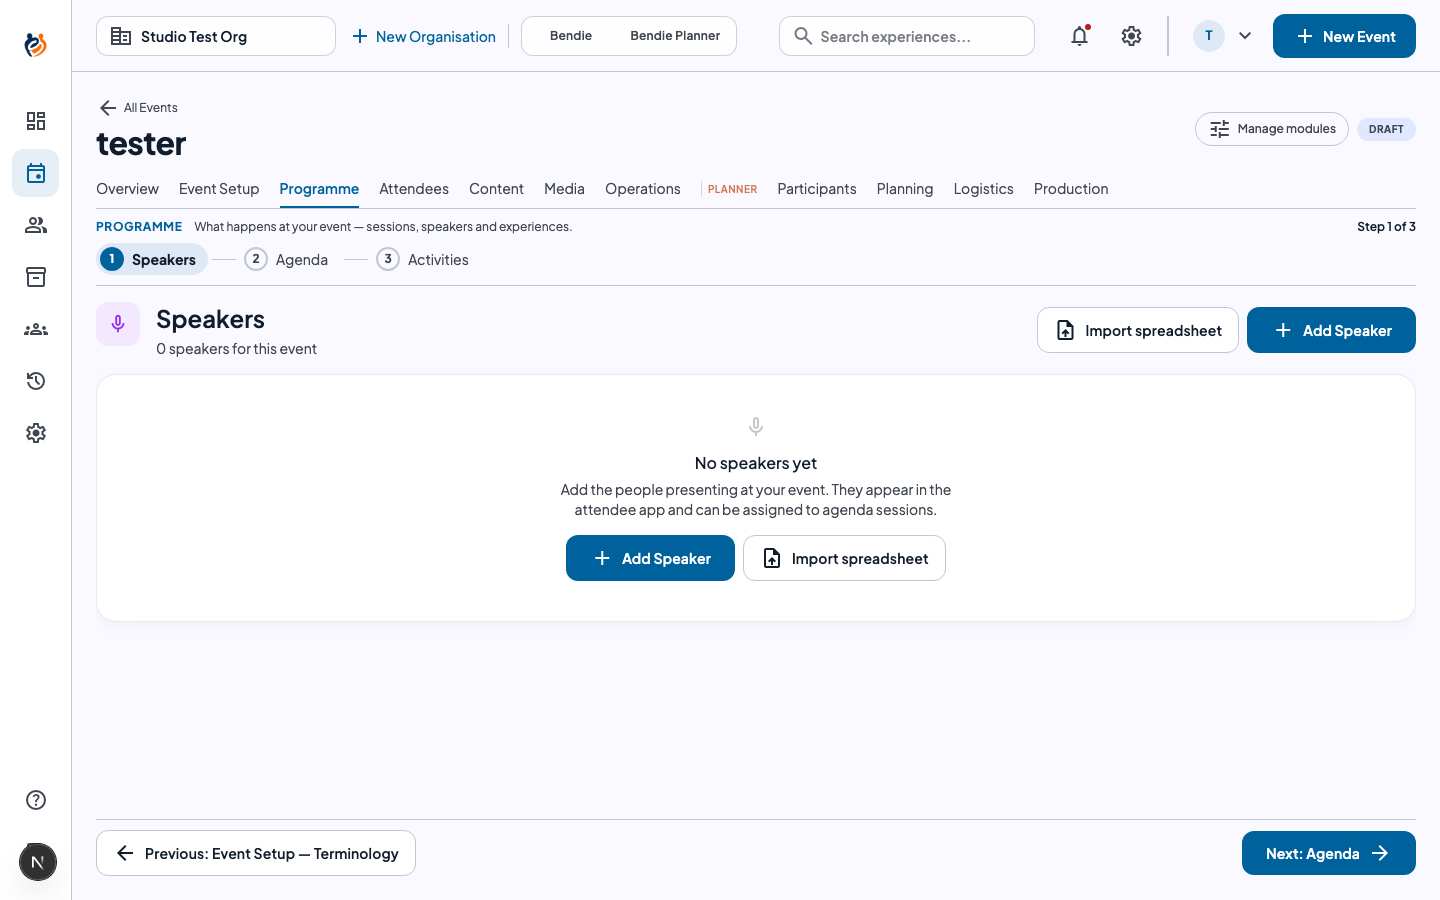 Studio Test Org
New Organisation
Bendie
Bendie Planner
Search experiences...
T
New Event
All Events
tester
Manage modules
DRAFT
Overview
Event Setup
Programme
Attendees
Content
Media
Operations
PLANNER
Participants
Planning
Logistics
Production
PROGRAMME
What happens at your event — sessions, speakers and experiences.
Step 1 of 3
1
Speakers
2
Agenda
3
Activities
Speakers
0 speakers for this event
Import spreadsheet
Add Speaker
No speakers yet
Add the people presenting at your event. They appear in the
attendee app and can be assigned to agenda sessions.
Add Speaker
Import spreadsheet
N
Previous: Event Setup — Terminology
Next: Agenda